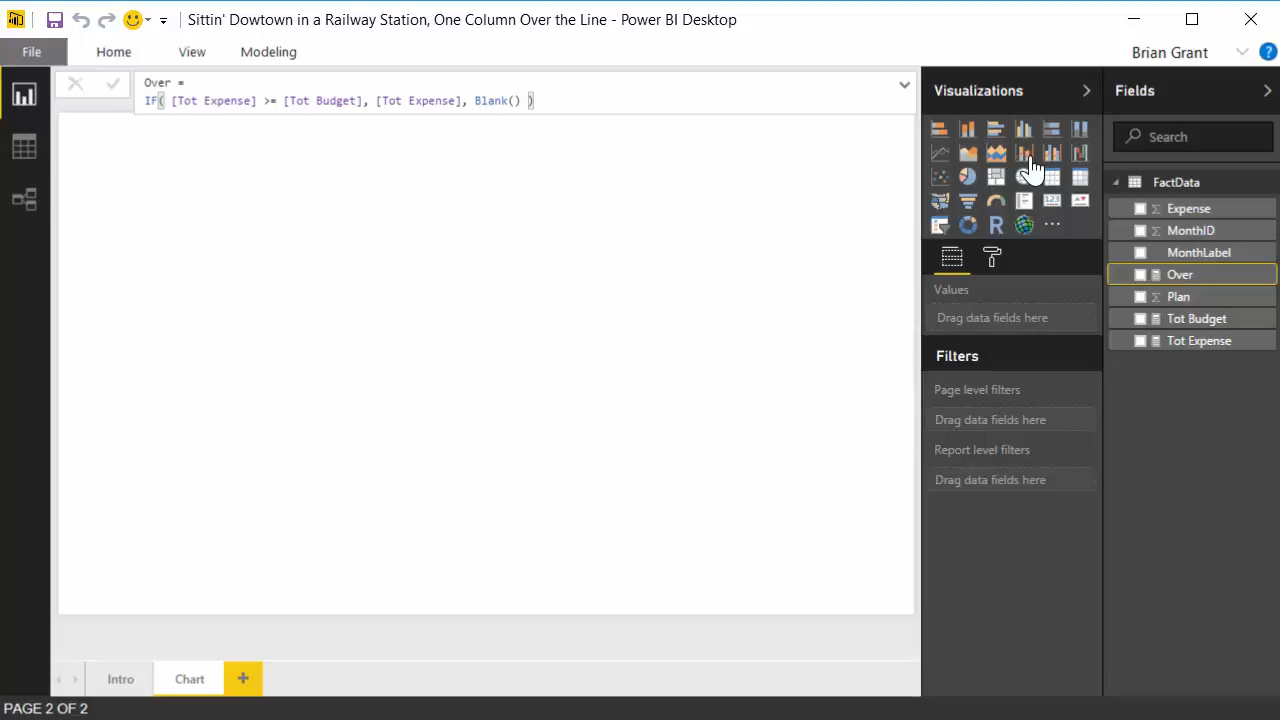 Sittin' Dowtown in a Railway Station, One Column Over the Line - Power BI Desktop
File
Home
View
Modeling
Brian Grant
?
Over =
IF( [Tot Expense] >= [Tot Budget], [Tot Expense], Blank() )
Visualizations
R
123
Values
Drag data fields here
Filters
Page level filters
Drag data fields here
Report level filters
Drag data fields here
Fields
Search
FactData
Expense
MonthID
MonthLabel
Over
Plan
Tot Budget
Tot Expense
Intro
Chart
+
PAGE 2 OF 2